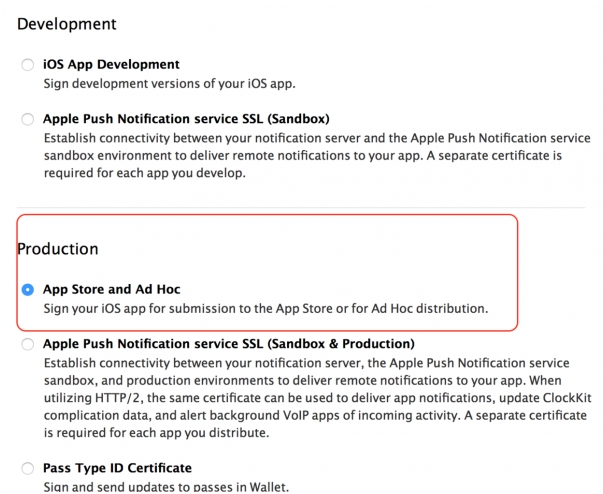 Development
iOS App Development
Sign development versions of your iOS app.
Apple Push Notification service SSL (Sandbox)
Establish connectivity between your notification server and the Apple Push Notification service
sandbox environment to deliver remote notifications to your app. A separate certificate is
required for each app you develop.
Production
App Store and Ad Hoc
Sign your iOS app for submission to the App Store or for Ad Hoc distribution.
Apple Push Notification service SSL (Sandbox & Production)
Establish connectivity between your notification server, the Apple Push Notification service
sandbox, and production environments to deliver remote notifications to your app. When
utilizing HTTP/2, the same certificate can be used to deliver app notifications, update ClockKit
complication data, and alert background VoIP apps of incoming activity. A separate certificate
is required for each app you distribute.
Pass Type ID Certificate
Sign and send updates to passes in Wallet.